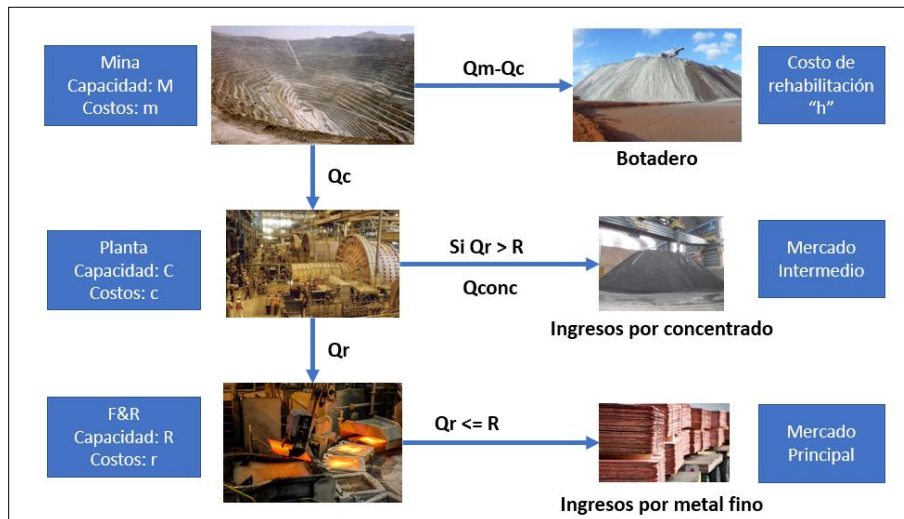 Mina
Capacidad: M
Costos: m
Qm-Qc
Costo de
rehabilitación
“h”
Botadero
Qc
Planta
Capacidad: C
Costos: c
Si Qr > R
Qconc
Mercado
Intermedio
Ingresos por concentrado
Qr
F&R
Capacidad: R
Costos: r
Qr <= R
Mercado
Principal
Ingresos por metal fino